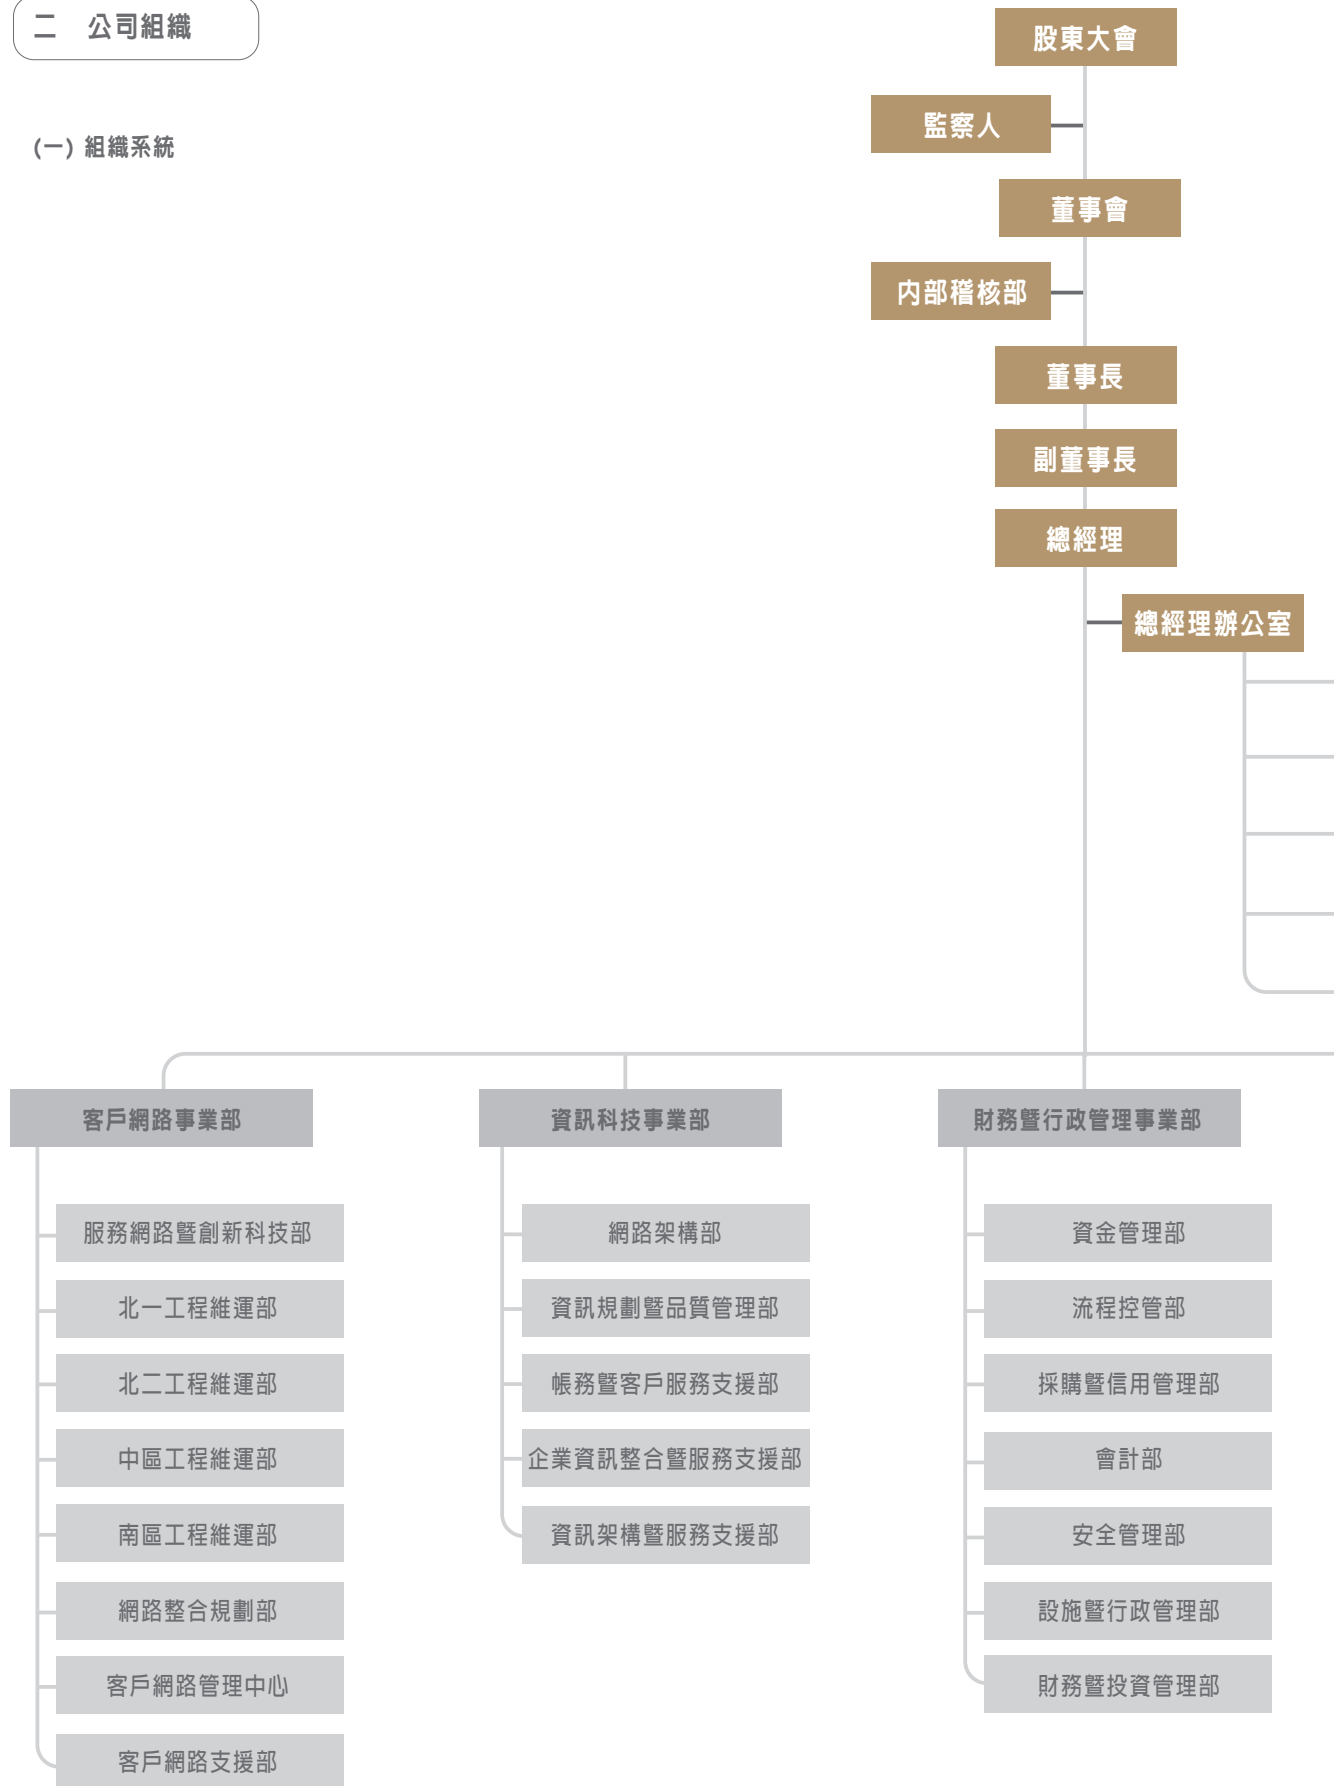 二 公司組織
(一) 組織系統
股東大會
監察人
董事會
內部稽核部
董事長
副董事長
總經理
總經理辦公室
客戶網路事業部
服務網路暨創新科技部
北一工程維運部
北二工程維運部
中區工程維運部
南區工程維運部
網路整合規劃部
客戶網路管理中心
客戶網路支援部
資訊科技事業部
網路架構部
資訊規劃暨品質管理部
帳務暨客戶服務支援部
企業資訊整合暨服務支援部
資訊架構暨服務支援部
財務暨行政管理事業部
資金管理部
流程控管部
採購暨信用管理部
會計部
安全管理部
設施暨行政管理部
財務暨投資管理部